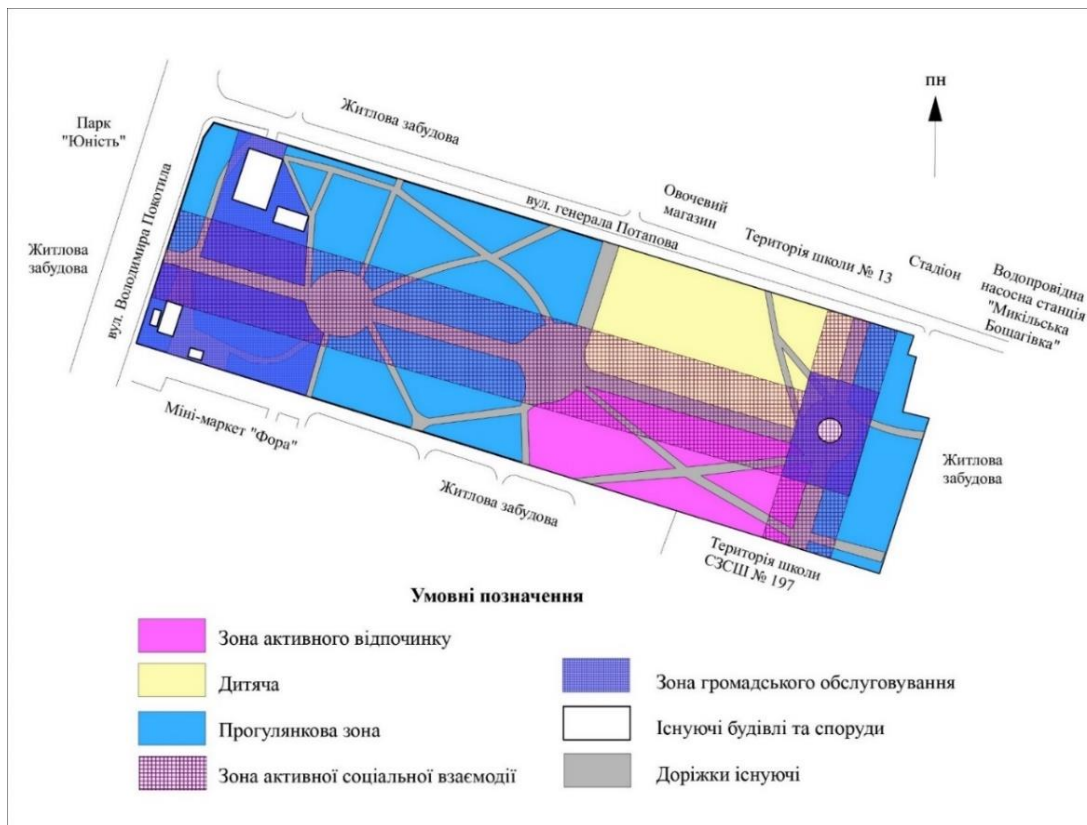 ПН
Парк
"Юність"
Житлова забудова
вул. Володимира Покотила
Житлова
забудова
вул. генерала Потапова
Овочевий
магазин
Територія школи № 13
Стадіон
Водопровідна
насосна станція
"Микільська
Бощагівка"
Міні-маркет "Фора"
Житлова забудова
Житлова
забудова
Територія школи
СЗСШ № 197
Умовні позначення
Зона активного відпочинку
Дитяча
Прогулянкова зона
Зона активної соціальної взаємодії
Зона громадського обслуговування
Існуючі будівлі та споруди
Доріжки існуючі